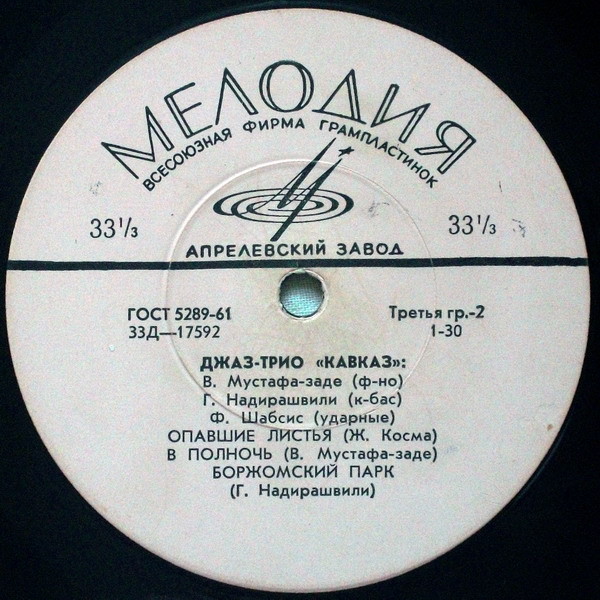 МЕЛОДИЯ
ВСЕСОЮЗНАЯ ФИРМА ГРАМПЛАСТИНОК
33⅓ 33⅓
АПРЕЛЕВСКИЙ ЗАВОД
ГОСТ 5289-61 Третья гр.-2
33Д—17592 1-30
ДЖАЗ-ТРИО «КАВКАЗ»:
В. Мустафа-заде (ф-но)
Г. Надирашвили (к-бас)
Ф. Шабсис (ударные)
ОПАВШИЕ ЛИСТЬЯ (Ж. Косма)
В ПОЛНОЧЬ (В. Мустафа-заде)
БОРЖОМСКИЙ ПАРК
(Г. Надирашвили)